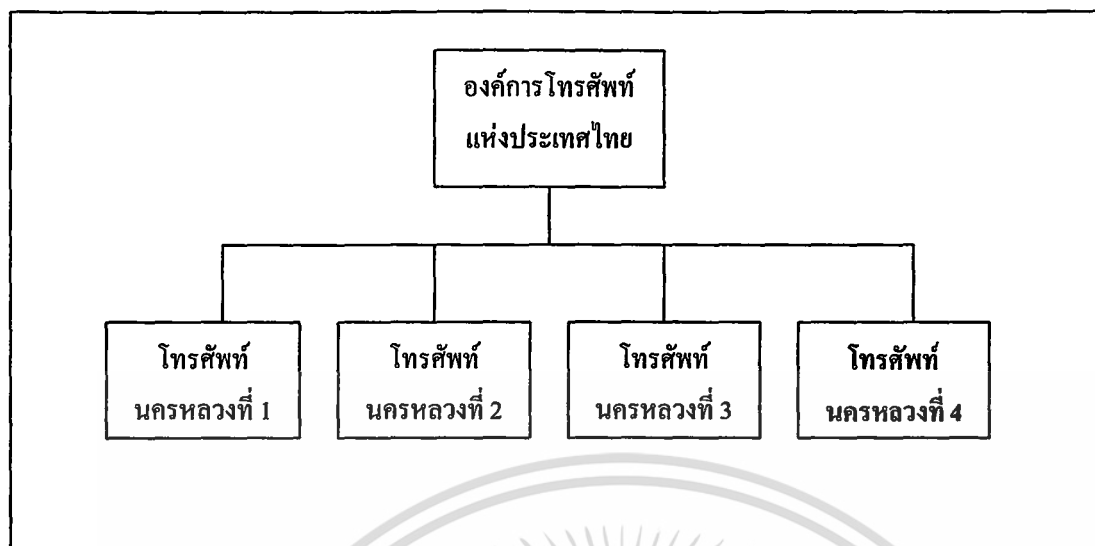 องค์การโทรศัพท์
แห่งประเทศไทย
โทรศัพท์
นครหลวงที่ 1
โทรศัพท์
นครหลวงที่ 2
โทรศัพท์
นครหลวงที่ 3
โทรศัพท์
นครหลวงที่ 4